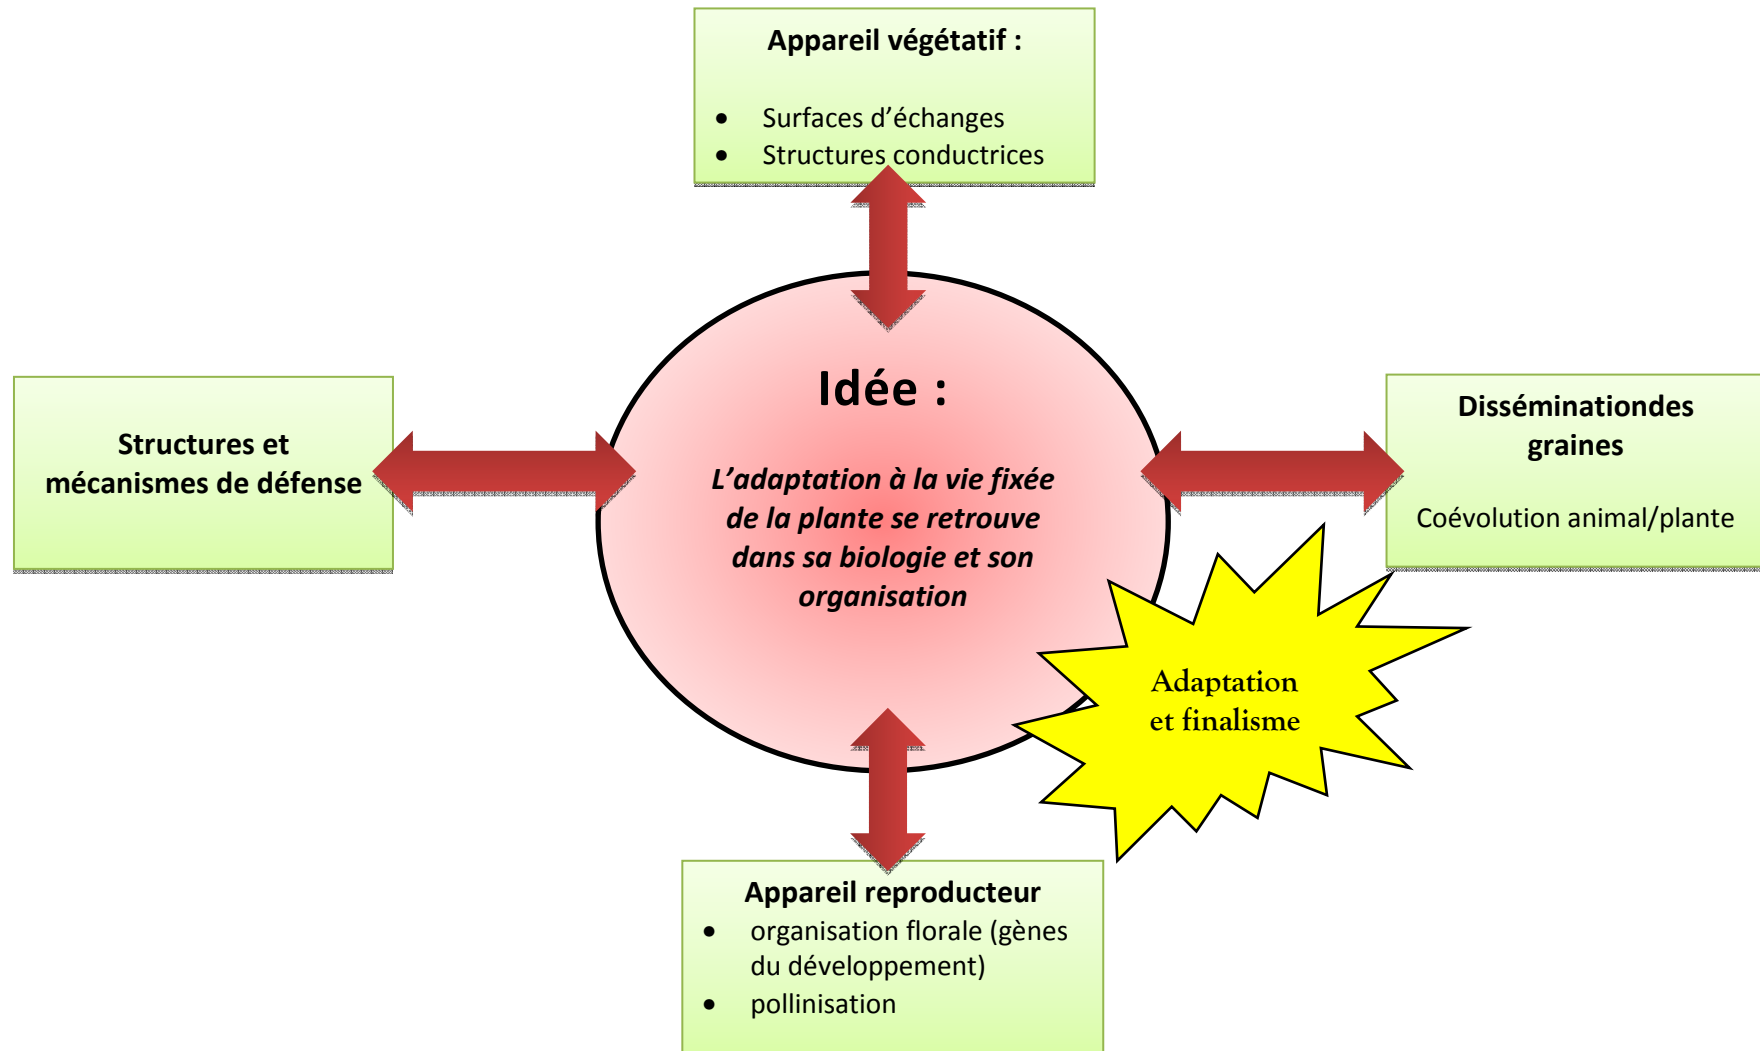 Appareil végétatif :
• Surfaces d’échanges
• Structures conductrices
Structures et
mécanismes de défense
Idée :
L’adaptation à la vie fixée
de la plante se retrouve
dans sa biologie et son
organisation
Disséminationdes
graines
Coévolution animal/plante
Adaptation
et finalisme
Appareil reproducteur
• organisation florale (gènes
du développement)
• pollinisation